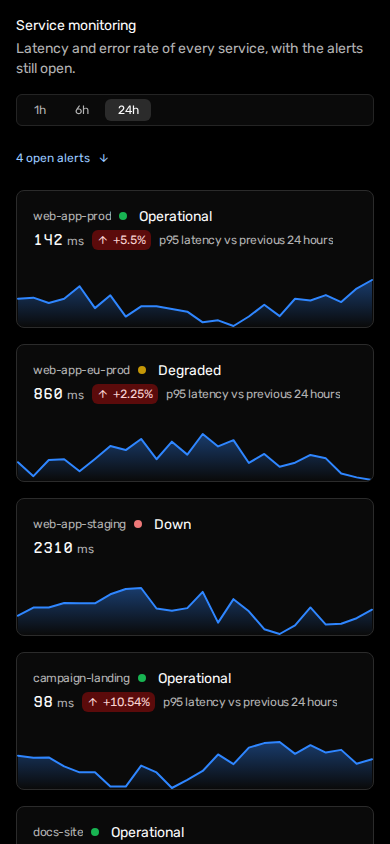 Service monitoring
Latency and error rate of every service, with the alerts
still open.
1h 6h 24h
4 open alerts ↓
web-app-prod Operational
142 ms ↑ +5.5% p95 latency vs previous 24 hours
web-app-eu-prod Degraded
860 ms ↑ +2.25% p95 latency vs previous 24 hours
web-app-staging Down
2310 ms
campaign-landing Operational
98 ms ↑ +10.54% p95 latency vs previous 24 hours
docs-site Operational